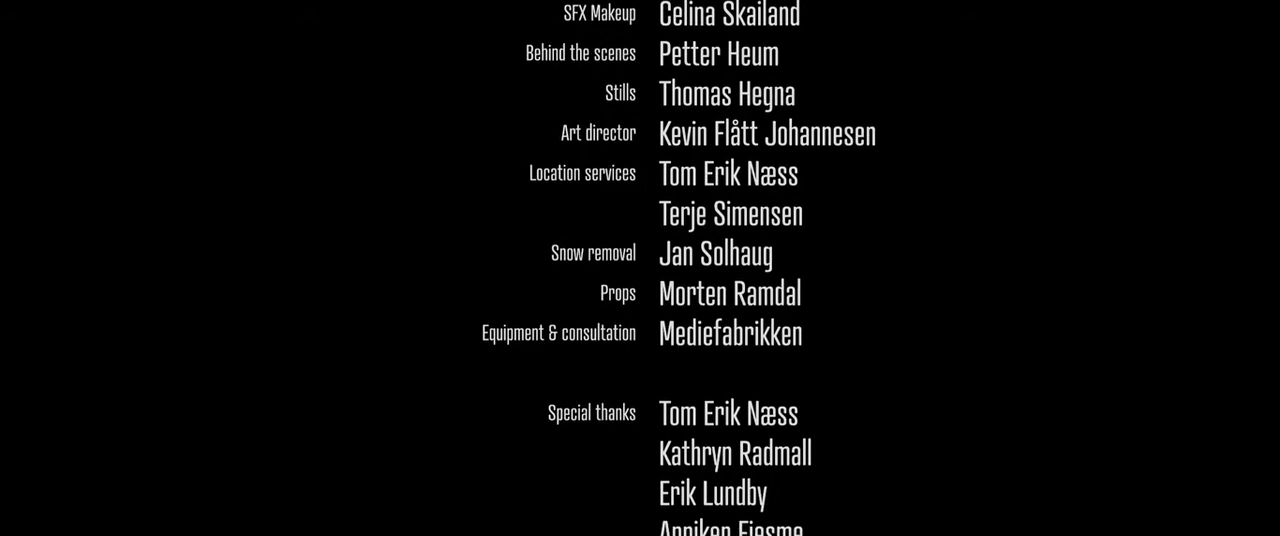 SFX Makeup Celina Skailand
Behind the scenes Petter Heum
Stills Thomas Hegna
Art director Kevin Flått Johannesen
Location services Tom Erik Næss
Terje Simensen
Snow removal Jan Solhaug
Props Morten Ramdal
Equipment & consultation Mediefabrikken
Special thanks Tom Erik Næss
Kathryn Radmall
Erik Lundby